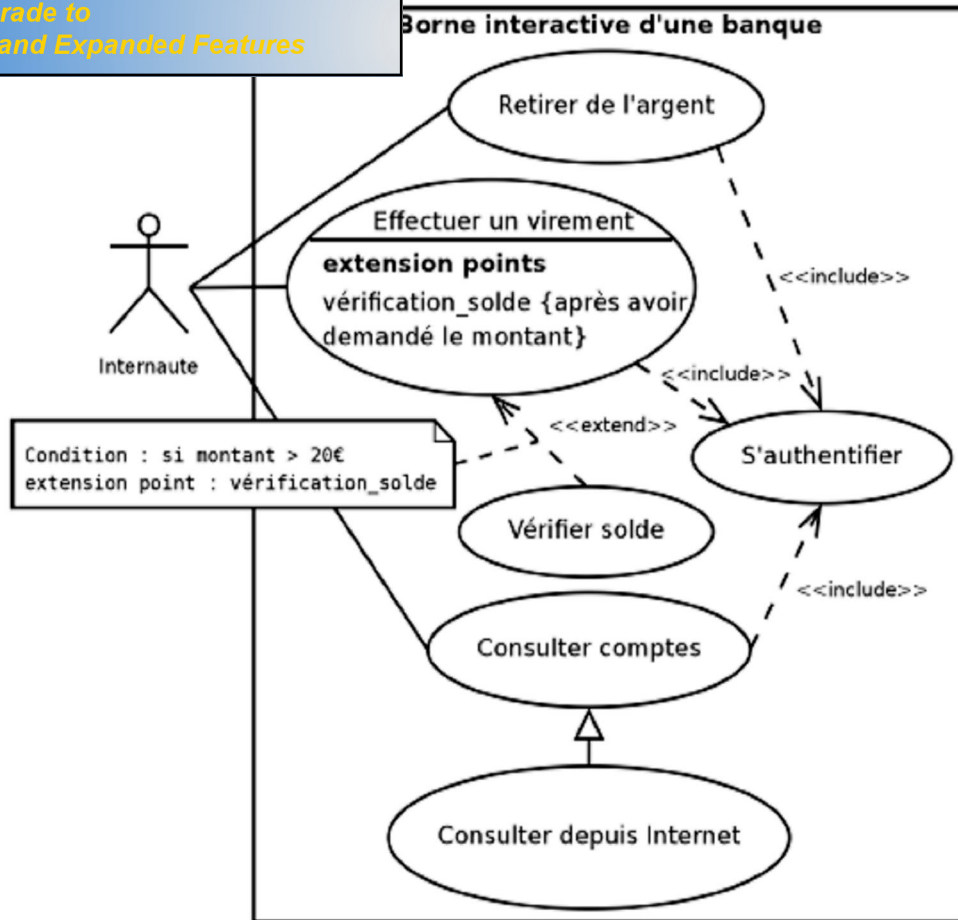 rade to
and Expanded Features
Borne interactive d'une banque
Retirer de l'argent
Effectuer un virement
extension points
vérification_solde {après avoir
demandé le montant}
<<include>>
Internaute
<<include>>
<<extend>>
Condition : si montant > 20€
extension point : vérification_solde
S'authentifier
Vérifier solde
<<include>>
Consulter comptes
Consulter depuis Internet